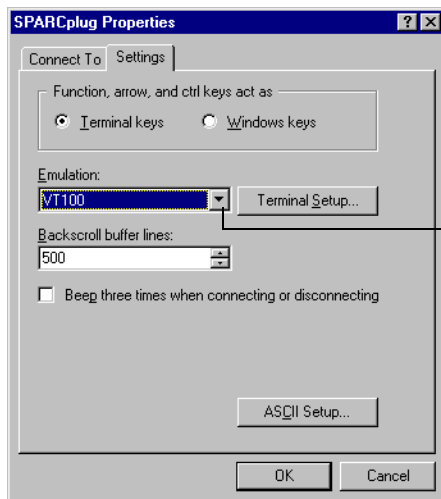 SPARCplug Properties
Connect To Settings
Function, arrow, and ctrl keys act as
Terminal keys Windows keys
Emulation:
VT100 Terminal Setup...
Backscroll buffer lines:
500
Beep three times when connecting or disconnecting
ASCII Setup...
OK Cancel